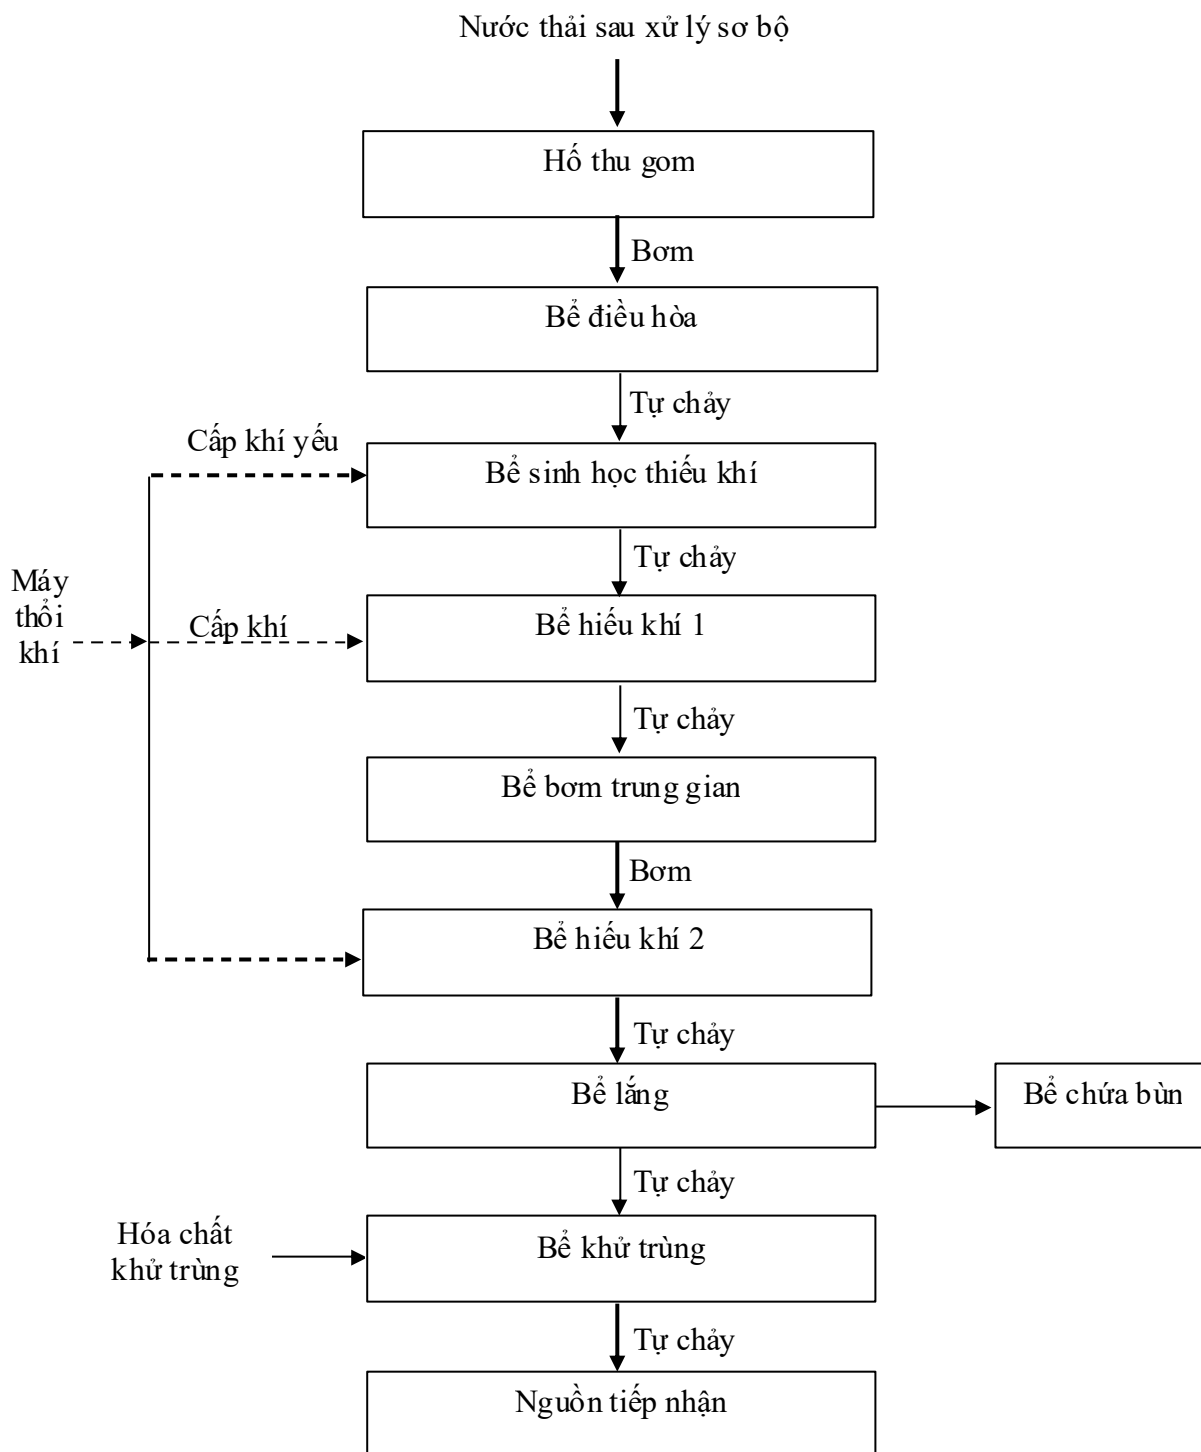 Nước thải sau xử lý sơ bộ
Hố thu gom
Bơm
Bể điều hòa
Tự chảy
Cấp khí yếu
Bể sinh học thiếu khí
Tự chảy
Máy
thổi
khí
Cấp khí
Bể hiếu khí 1
Tự chảy
Bể bơm trung gian
Bơm
Bể hiếu khí 2
Tự chảy
Bể lắng
Bể chứa bùn
Tự chảy
Hóa chất
khử trùng
Bể khử trùng
Tự chảy
Nguồn tiếp nhận